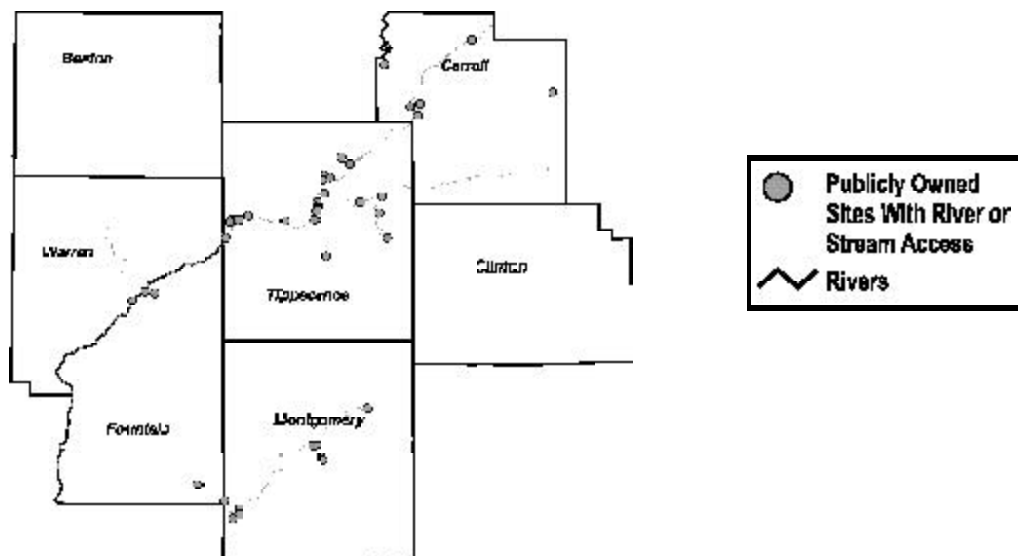 Benton
Carroll
Warren
Tippecanoe
Clinton
Fountain
Montgomery
Publicly Owned
Sites With River or
Stream Access
Rivers